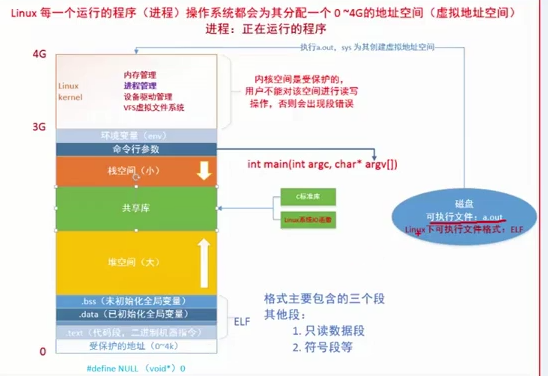 Linux 每一个运行的程序（进程）操作系统都会为其分配一个 0 ~4G的地址空间（虚拟地址空间）
进程：正在运行的程序
4G
执行a.out，sys 为其创建虚拟地址空间
Linux
kernel
内存管理
进程管理
设备驱动管理
VFS虚拟文件系统
内核空间是受保护的，
用户不能对该空间进行读写
操作，否则会出现段错误
3G
环境变量（env）
命令行参数
int main(int argc, char* argv[])
栈空间（小）
共享库
C标准库
Linux系统IO函数
磁盘
可执行文件：a.out
Linux下可执行文件格式：ELF
堆空间（大）
.bss（未初始化全局变量）
.data（已初始化全局变量）
.text（代码段，二进制机器指令）
受保护的地址（0~4k）
ELF
格式主要包含的三个段
其他段：
1. 只读数据段
2. 符号段等
0
#define NULL （void*）0